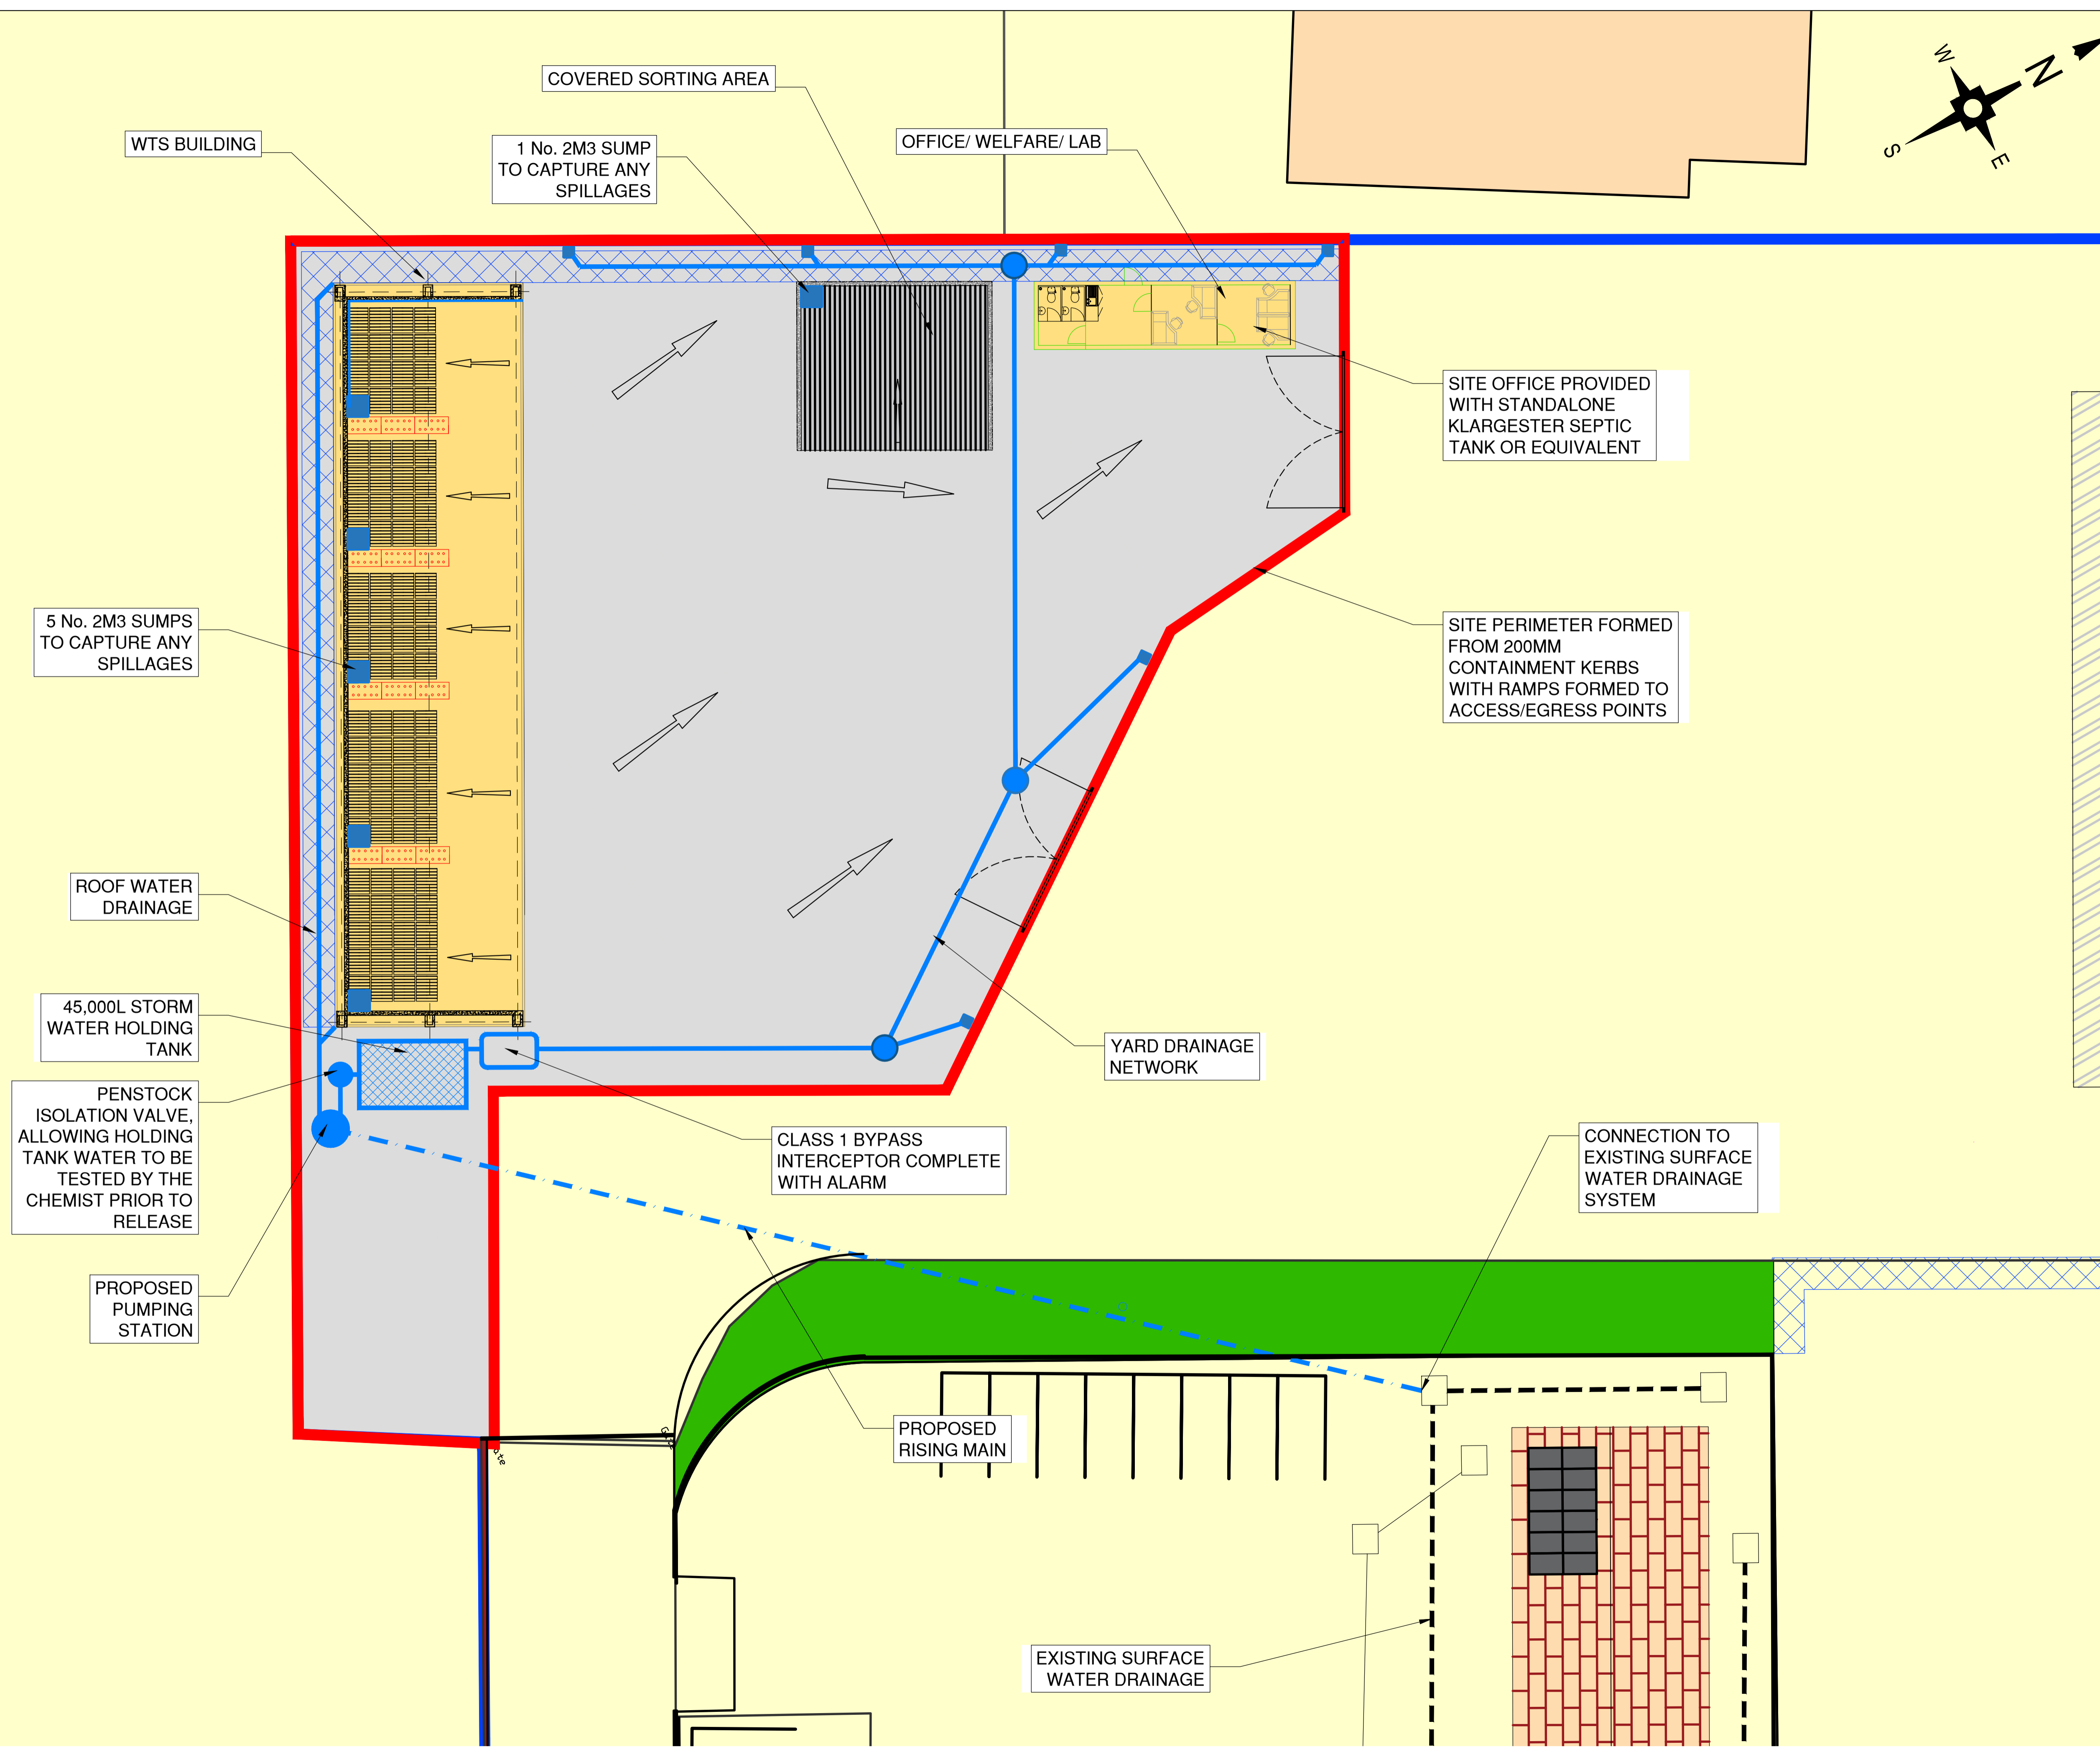 COVERED SORTING AREA
WTS BUILDING
1 No. 2M3 SUMP
TO CAPTURE ANY
SPILLAGES
OFFICE/ WELFARE/ LAB
W
N
S
E
SITE OFFICE PROVIDED
WITH STANDALONE
KLARGESTER SEPTIC
TANK OR EQUIVALENT
5 No. 2M3 SUMPS
TO CAPTURE ANY
SPILLAGES
SITE PERIMETER FORMED
FROM 200MM
CONTAINMENT KERBS
WITH RAMPS FORMED TO
ACCESS/EGRESS POINTS
ROOF WATER
DRAINAGE
45,000L STORM
WATER HOLDING
TANK
YARD DRAINAGE
NETWORK
PENSTOCK
ISOLATION VALVE,
ALLOWING HOLDING
TANK WATER TO BE
TESTED BY THE
CHEMIST PRIOR TO
RELEASE
CLASS 1 BYPASS
INTERCEPTOR COMPLETE
WITH ALARM
CONNECTION TO
EXISTING SURFACE
WATER DRAINAGE
SYSTEM
PROPOSED
PUMPING
STATION
PROPOSED
RISING MAIN
EXISTING SURFACE
WATER DRAINAGE